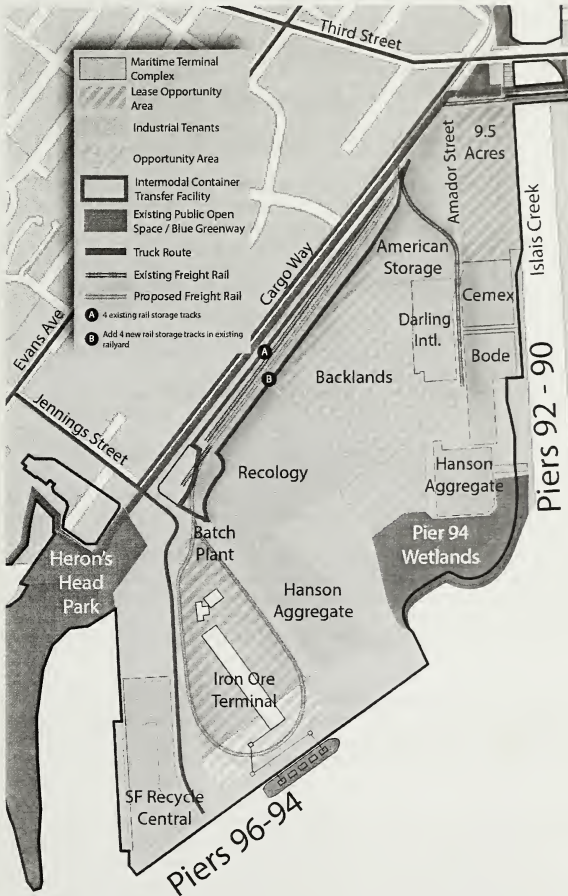 Third Street
Maritime Terminal
Complex
Lease Opportunity
Area
Industrial Tenants
Opportunity Area
Intermodal Container
Transfer Facility
Existing Public Open
Space / Blue Greenway
Truck Route
Existing Freight Rail
Proposed Freight Rail
A 4 existing rail storage tracks
B Add 4 new rail storage tracks in existing
railyard
9.5
Acres
Amador Street
Islais Creek
Cargo Way
American
Storage
Cemex
Darling
Intl.
Bode
Evans Ave
A
B
Backlands
Jennings Street
Piers 92 - 90
Recology
Hanson
Aggregate
Batch
Plant
Pier 94
Wetlands
Heron's
Head
Park
Hanson
Aggregate
Iron Ore
Terminal
SF Recycle
Central
Piers 96-94